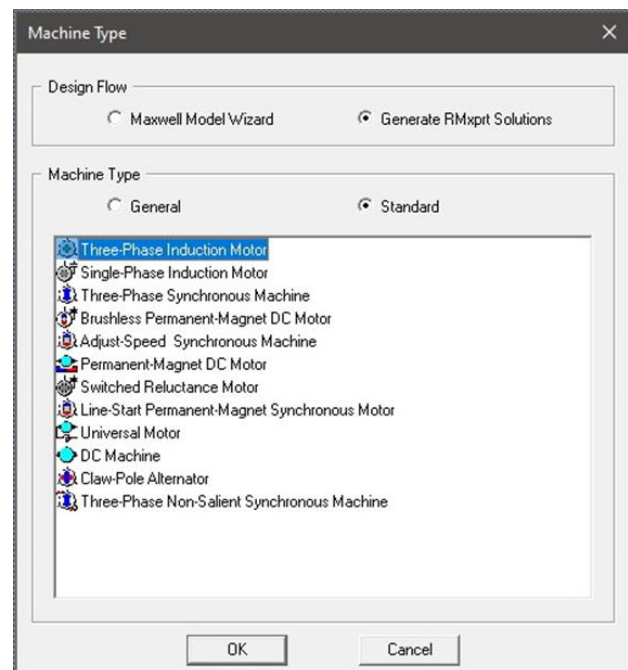 Machine Type
Design Flow
Maxwell Model Wizard
Generate RMxprt Solutions
Machine Type
General
Standard
Three-Phase Induction Motor
Single-Phase Induction Motor
Three-Phase Synchronous Machine
Brushless Permanent-Magnet DC Motor
Adjust-Speed Synchronous Machine
Permanent-Magnet DC Motor
Switched Reluctance Motor
Line-Start Permanent-Magnet Synchronous Motor
Universal Motor
DC Machine
Claw-Pole Alternator
Three-Phase Non-Salient Synchronous Machine
OK
Cancel